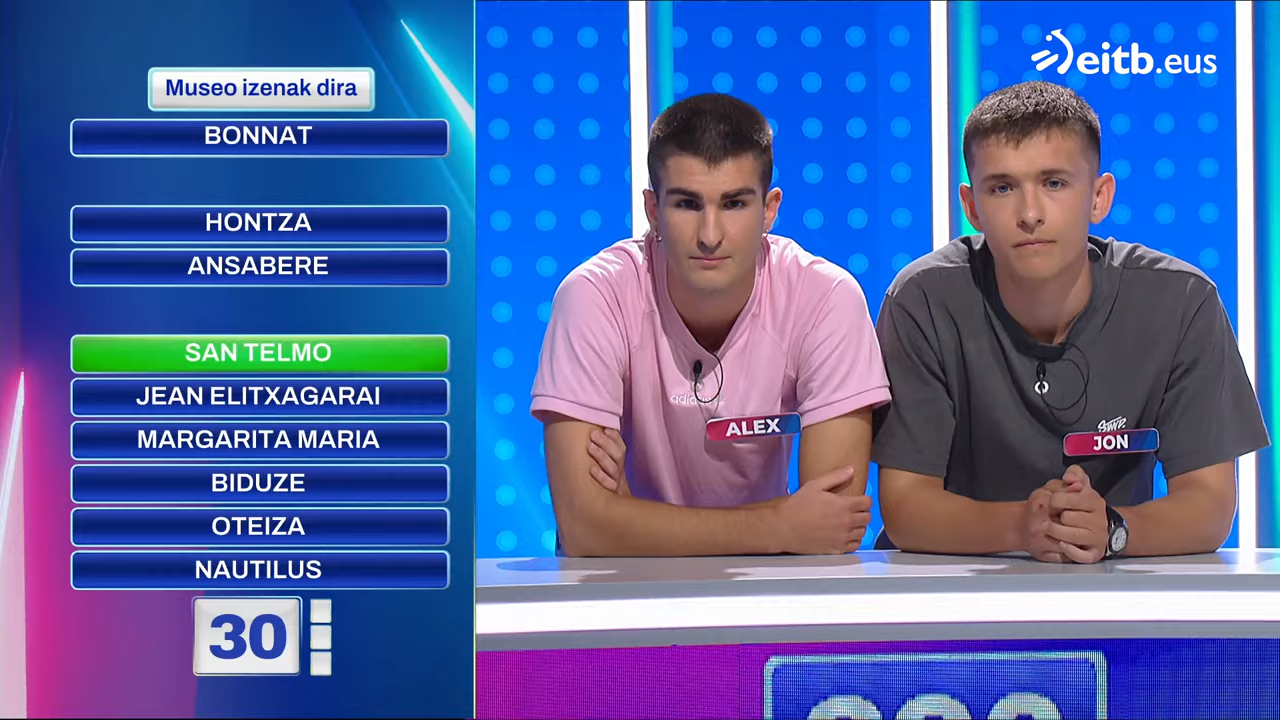 Museo izenak dira
BONNAT
HONTZA
ANSABERE
SAN TELMO
JEAN ELITXAGARAI
MARGARITA MARIA
BIDUZE
OTEIZA
NAUTILUS
30
eitb.eus
adidas
ALEX
JON